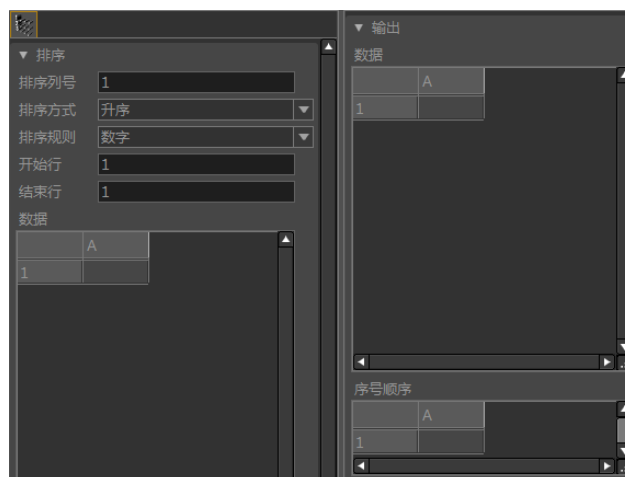 排序
排序列号 1
排序方式 升序
排序规则 数字
开始行 1
结束行 1
数据
A
1
输出
数据
A
1
序号顺序
A
1